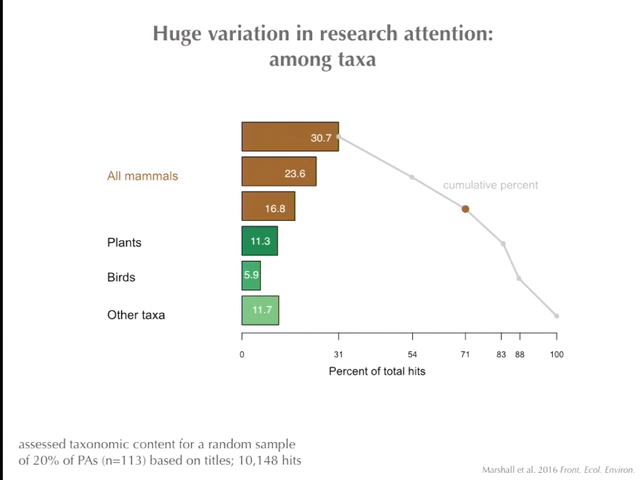 Huge variation in research attention:
among taxa
30.7
All mammals
23.6
cumulative percent
16.8
Plants
11.3
Birds
5.9
Other taxa
11.7
0 31 54 71 83 88 100
Percent of total hits
assessed taxonomic content for a random sample
of 20% of PAs (n=113) based on titles; 10,148 hits
Marshall et al. 2016 Front. Ecol. Environ.